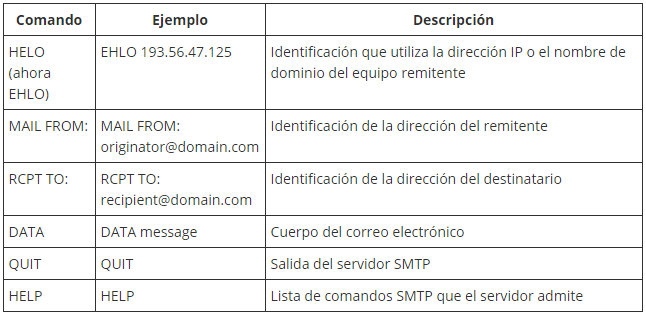 Comando Ejemplo Descripción
HELO EHLO 193.56.47.125 Identificación que utiliza la dirección IP o el nombre de
(ahora dominio del equipo remitente
EHLO)
MAIL FROM: MAIL FROM: Identificación de la dirección del remitente
originator@domain.com
RCPT TO: RCPT TO: Identificación de la dirección del destinatario
recipient@domain.com
DATA DATA message Cuerpo del correo electrónico
QUIT QUIT Salida del servidor SMTP
HELP HELP Lista de comandos SMTP que el servidor admite